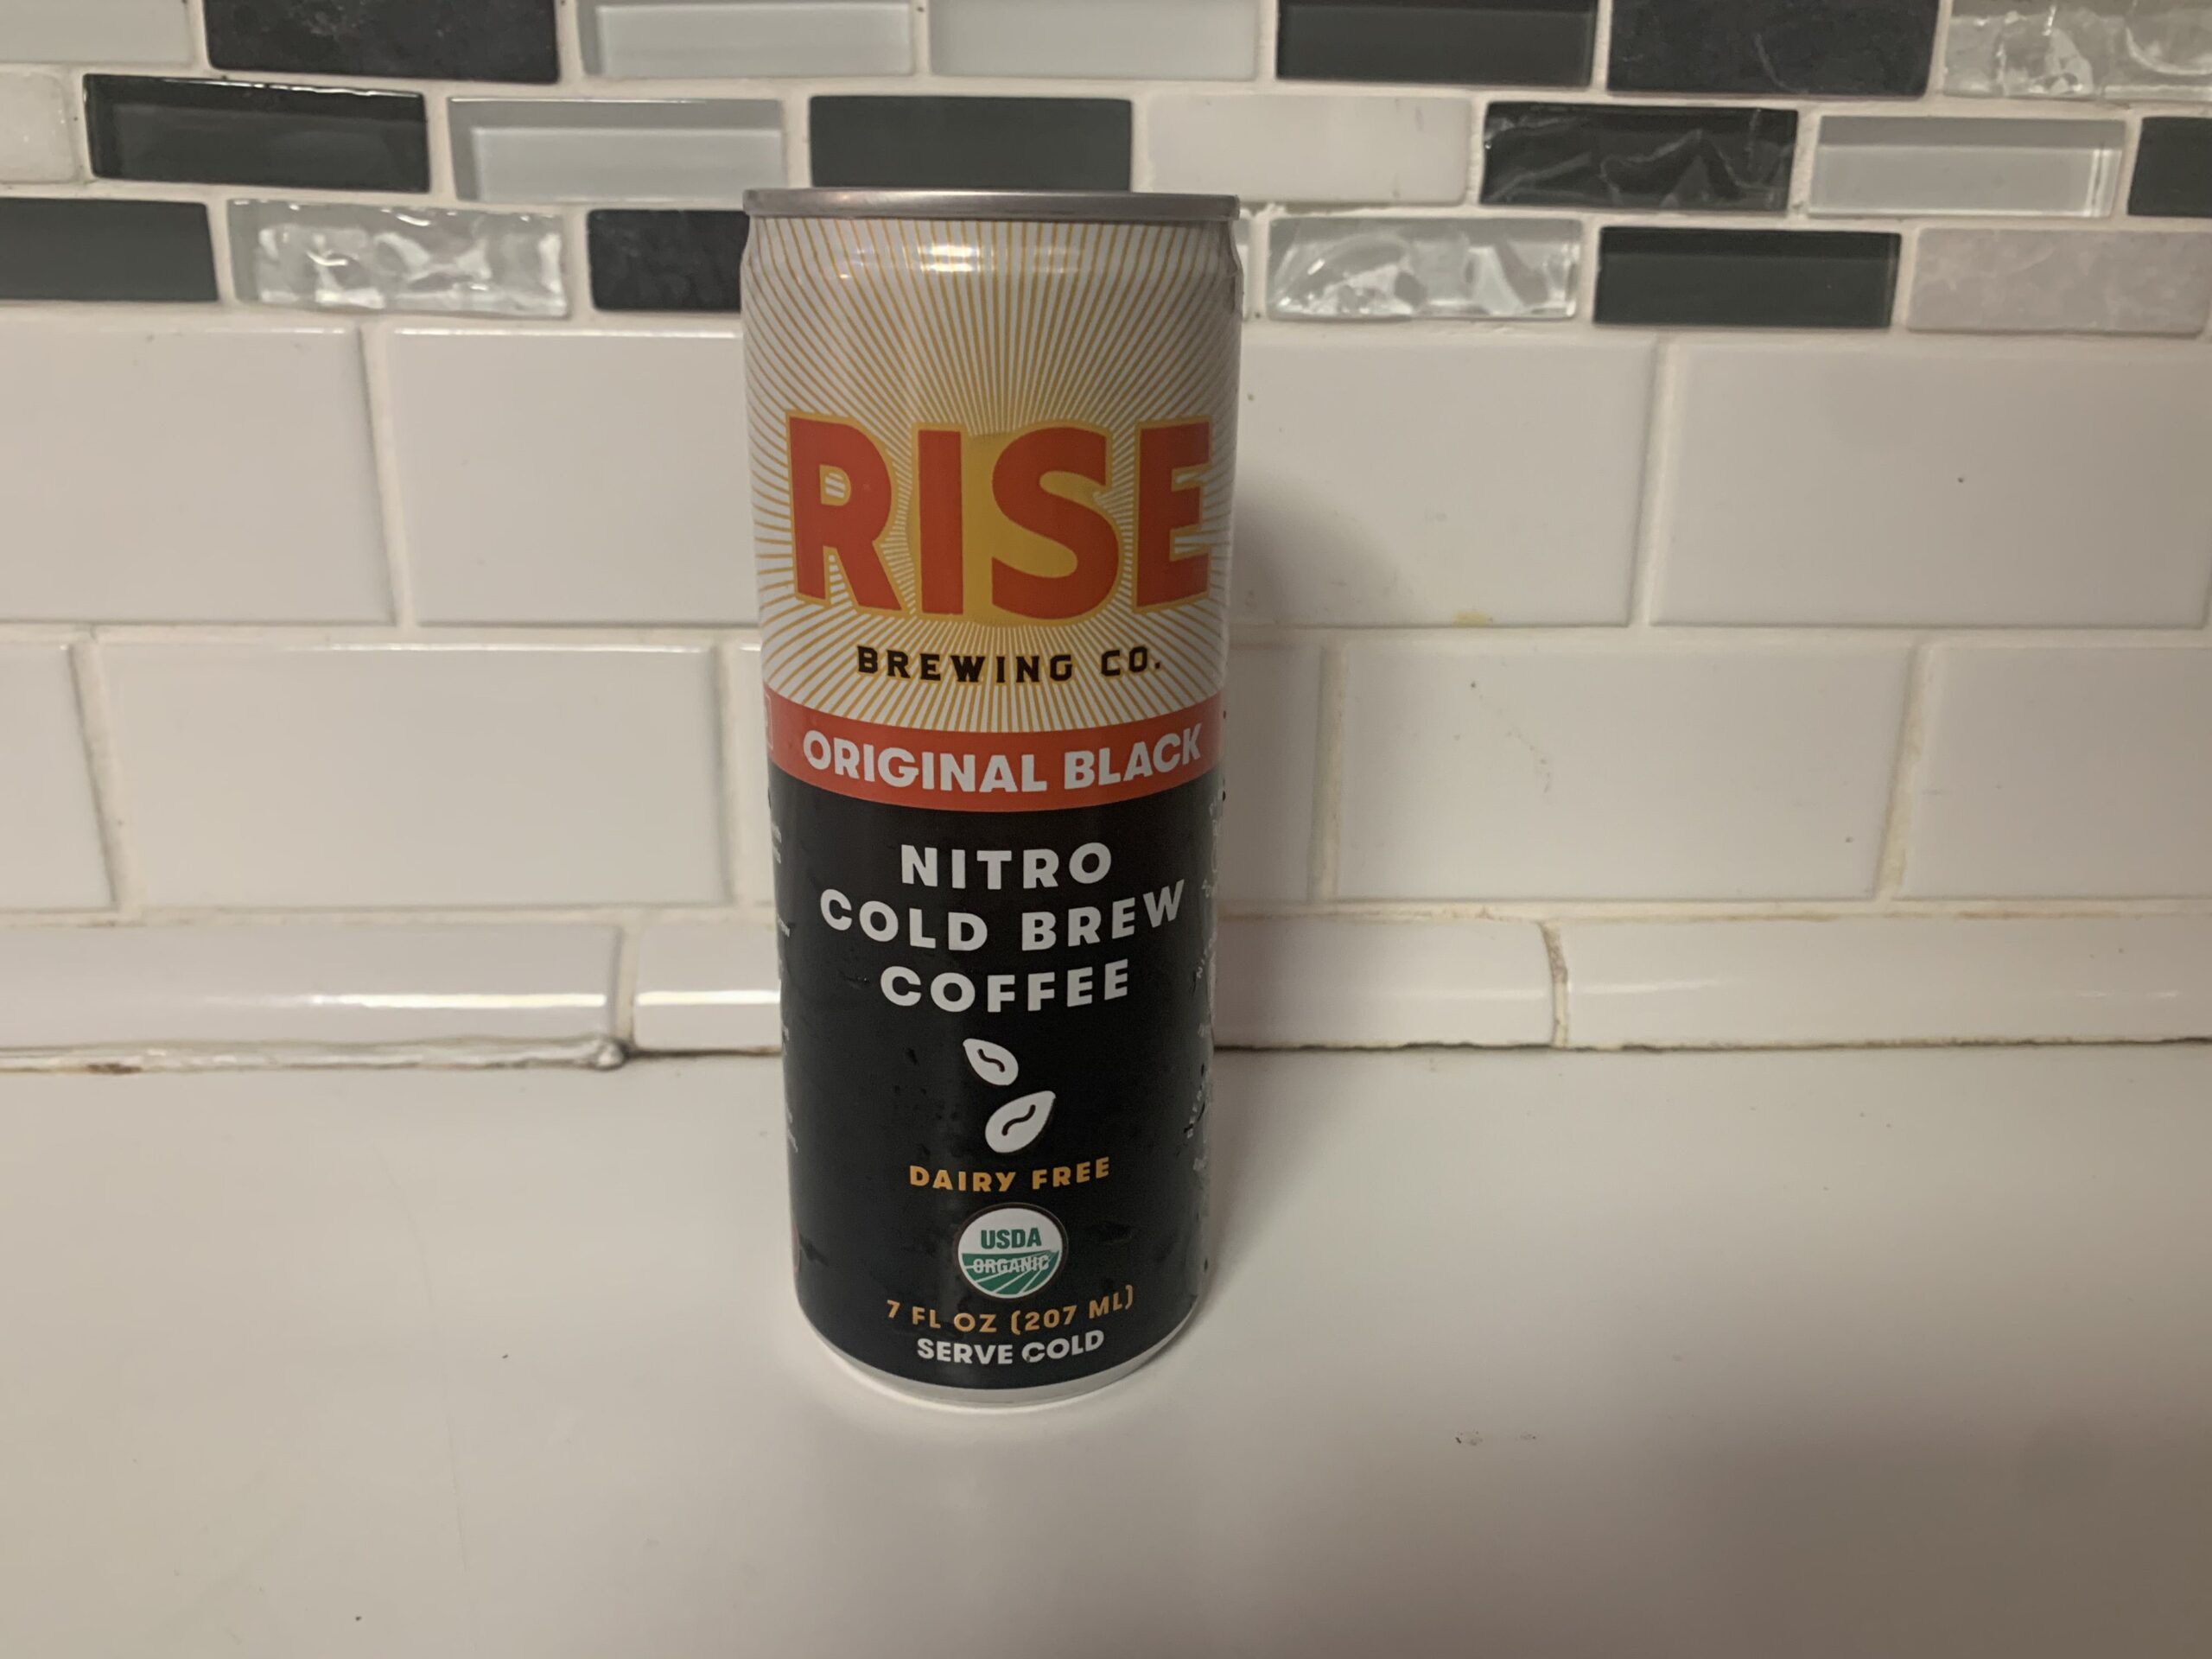 RISE
BREWING CO.
ORIGINAL BLACK
NITRO
COLD BREW
COFFEE
DAIRY FREE
USDA
ORGANIC
7 FL OZ (207 ML)
SERVE COLD